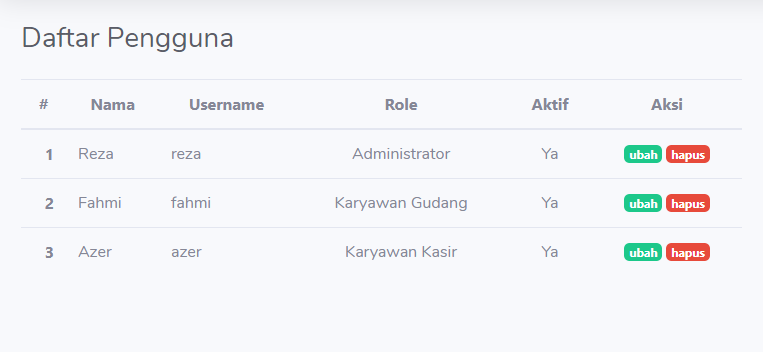 Daftar Pengguna
# Nama Username Role Aktif Aksi
1 Reza reza Administrator Ya ubah hapus
2 Fahmi fahmi Karyawan Gudang Ya ubah hapus
3 Azer azer Karyawan Kasir Ya ubah hapus